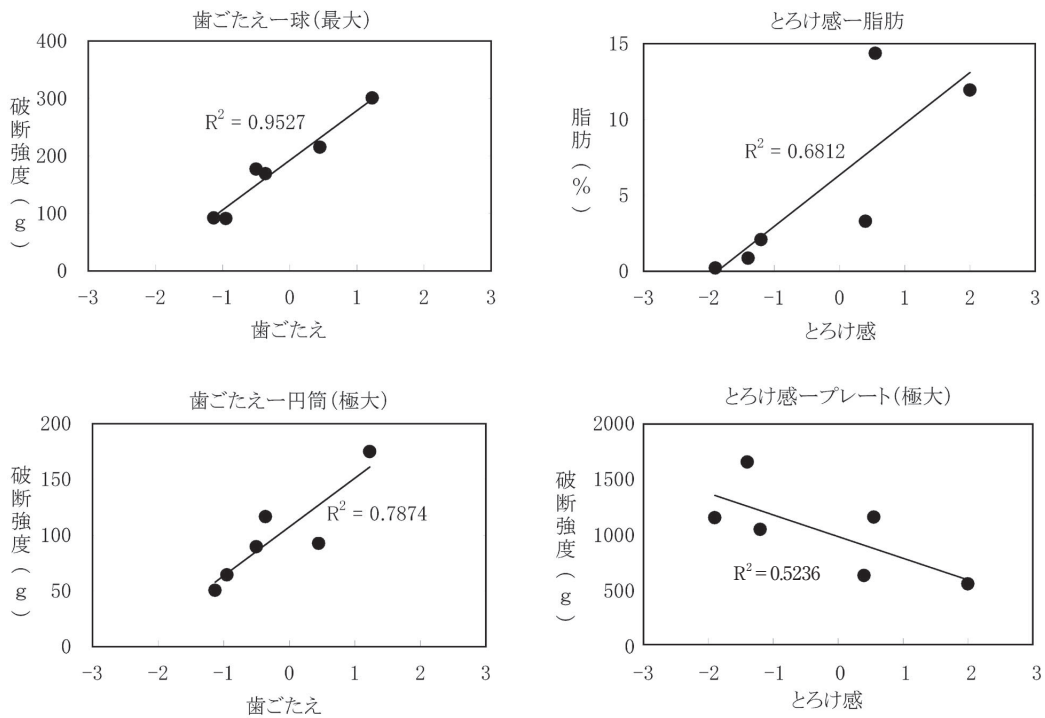 歯ごたえー球(最大)
400
300
200
100
0
破断強度(g)
R² = 0.9527
-3 -2 -1 0 1 2 3
歯ごたえ
とろけ感ー脂肪
15
10
5
0
脂肪(%)
R² = 0.6812
-3 -2 -1 0 1 2 3
とろけ感
歯ごたえー円筒(極大)
200
150
100
50
0
破断強度(g)
R² = 0.7874
-3 -2 -1 0 1 2 3
歯ごたえ
とろけ感ープレート(極大)
2000
1500
1000
500
0
破断強度(g)
R²=0.5236
-3 -2 -1 0 1 2 3
とろけ感